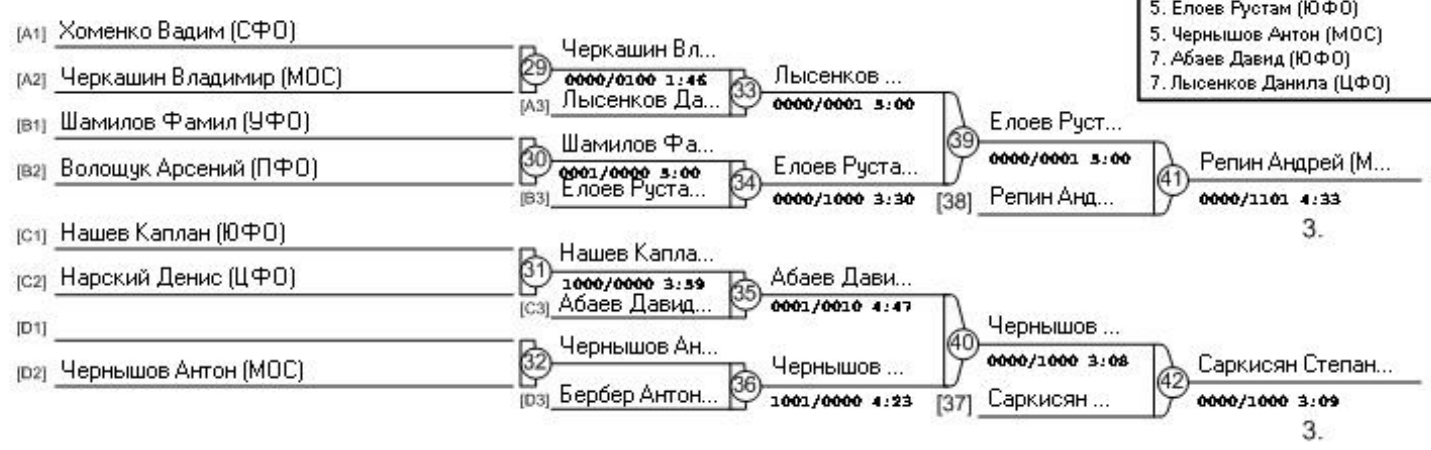 5. Елоев Рустам (ЮФО)
5. Чернышов Антон (МОС)
7. Абаев Давид (ЮФО)
7. Лысенков Данила (ЦФО)
[A1] Хоменко Вадим (СФО)
[A2] Черкашин Владимир (МОС)
29
Черкашин Вл...
0000/0100 1:46
[A3] Лысенков Да...
33
Лысенков ...
0000/0001 5:00
[B1] Шамилов Фамил (УФО)
[B2] Волощук Арсений (ПФО)
30
Шамилов Фа...
0001/0000 5:00
[B3] Елоев Руста...
34
Елоев Руста...
0000/1000 3:30
39
Елоев Руст...
0000/0001 5:00
[38] Репин Анд...
41
Репин Андрей (М...
0000/1101 4:33
3.
[C1] Нашев Каплан (ЮФО)
[C2] Нарский Денис (ЦФО)
31
Нашев Капла...
1000/0000 3:59
[C3] Абаев Давид...
35
Абаев Дави...
0001/0010 4:47
[D1]
[D2] Чернышов Антон (МОС)
32
Чернышов Ан...
[D3] Бербер Антон...
36
Чернышов ...
1001/0000 4:23
40
Чернышов ...
0000/1000 3:08
[37] Саркисян ...
42
Саркисян Степан...
0000/1000 3:09
3.